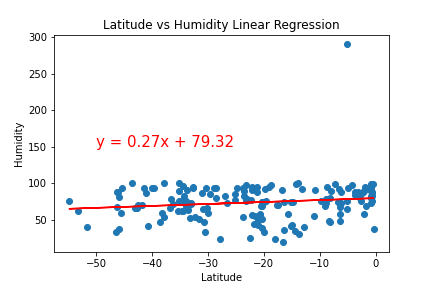 Latitude vs Humidity Linear Regression
300
250
200
150
100
50
y = 0.27x + 79.32
Humidity
−50 −40 −30 −20 −10 0
Latitude